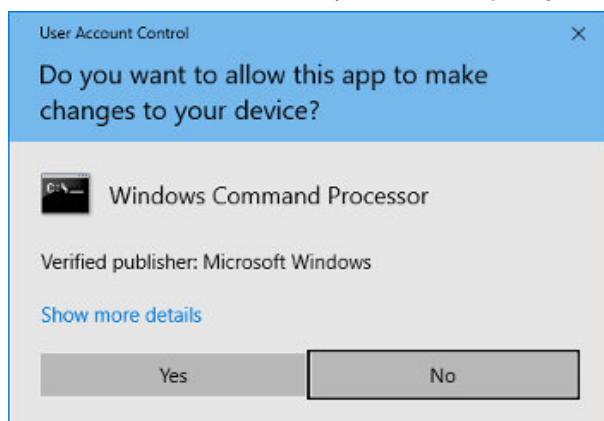 User Account Control
Do you want to allow this app to make
changes to your device?
C:\
Windows Command Processor
Verified publisher: Microsoft Windows
Show more details
Yes
No